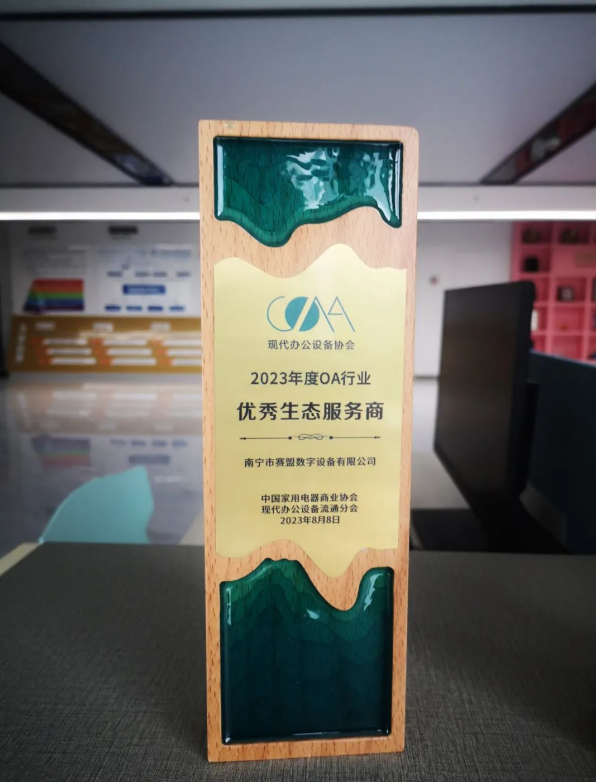 COAA
现代办公设备协会
2023年度OA行业
优秀生态服务商
南宁市赛盟数字设备有限公司
中国家用电器商业协会
现代办公设备流通分会
2023年8月8日